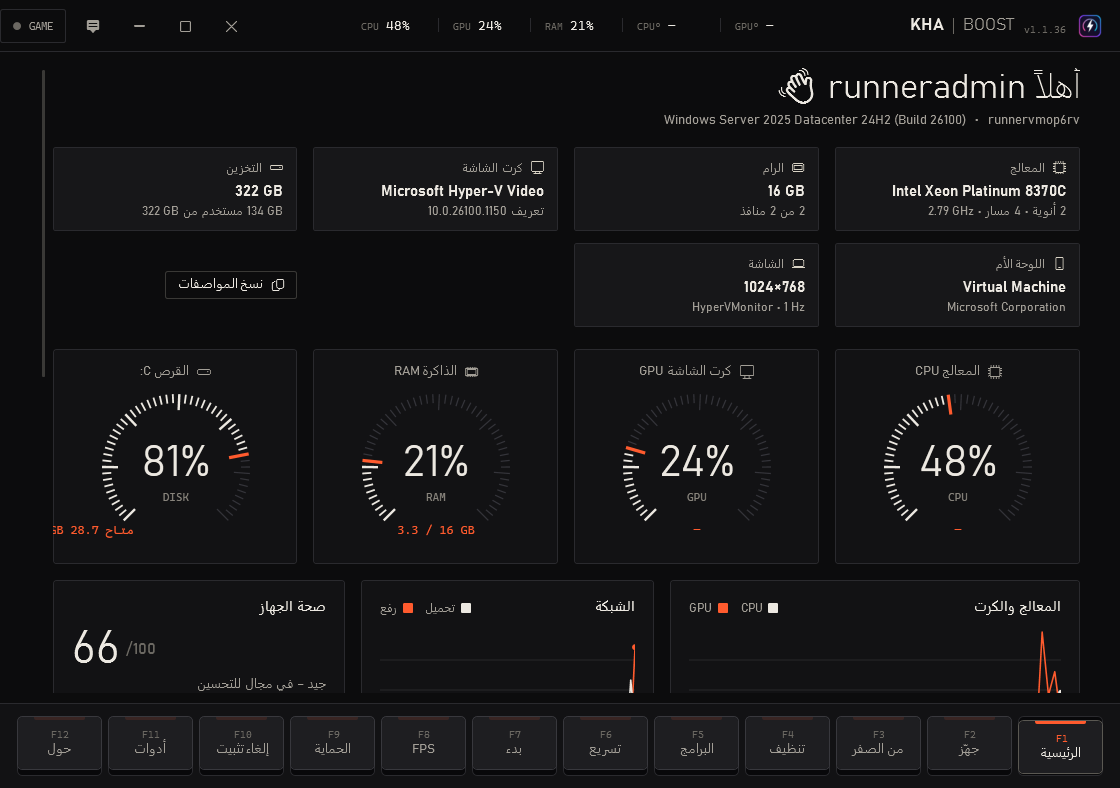 KHA | BOOST v1.1.36
CPU 48% GPU 24% RAM 21% CPU° — GPU° —
GAME
أهلاً runneradmin
Windows Server 2025 Datacenter 24H2 (Build 26100) • runnervmop6rv
المعالج
Intel Xeon Platinum 8370C
2 أنوية • 4 مسار • 2.79 GHz
الرام
16 GB
2 من 2 منافذ
كرت الشاشة
Microsoft Hyper-V Video
تعريف 10.0.26100.1150
التخزين
322 GB
134 GB مستخدم من 322 GB
اللوحة الأم
Virtual Machine
Microsoft Corporation
الشاشة
1024×768
HyperVMonitor • 1 Hz
نسخ المواصفات
المعالج CPU
48%
CPU
—
كرت الشاشة GPU
24%
GPU
—
الذاكرة RAM
21%
RAM
3.3 / 16 GB
القرص C:
81%
DISK
متاح 28.7 GB
المعالج والكرت
CPU GPU
الشبكة
تحميل رفع
صحة الجهاز
66 /100
جيد – في مجال للتحسين
F1
الرئيسية
F2
جهّز
F3
من الصفر
F4
تنظيف
F5
البرامج
F6
تسريع
F7
بدء
F8
FPS
F9
الحماية
F10
إلغاء تثبيت
F11
أدوات
F12
حول